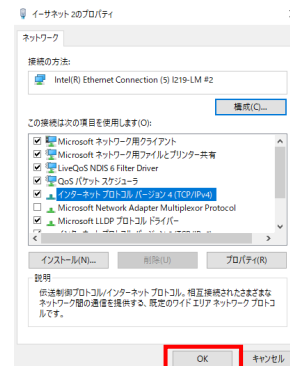 イーサネット 2のプロパティ
ネットワーク
接続の方法:
Intel(R) Ethernet Connection (5) I219-LM #2
構成(C)...
この接続は次の項目を使用します(O):
Microsoft ネットワーク用クライアント
Microsoft ネットワーク用ファイルとプリンター共有
LiveQoS NDIS 6 Filter Driver
QoS パケット スケジューラ
インターネット プロトコル バージョン 4 (TCP/IPv4)
Microsoft Network Adapter Multiplexor Protocol
Microsoft LLDP プロトコル ドライバー
インストール(N)...
削除(U)
プロパティ(R)
説明
伝送制御プロトコル/インターネット プロトコル。相互接続されたさまざまな
ネットワーク間の通信を提供する、既定のワイド エリア ネットワーク プロトコ
ルです。
OK
キャンセル